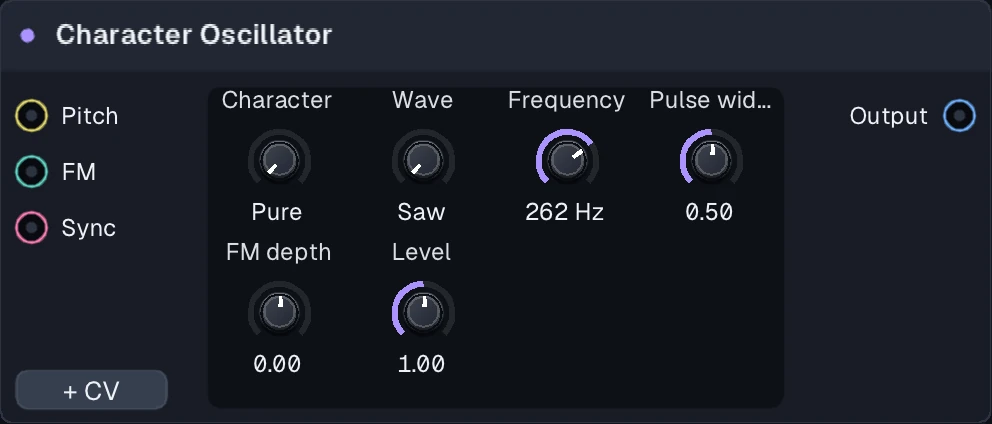 Character Oscillator
Pitch
FM
Sync
Character Wave Frequency Pulse wid...
Pure Saw 262 Hz 0.50
FM depth Level
0.00 1.00
Output
+ CV